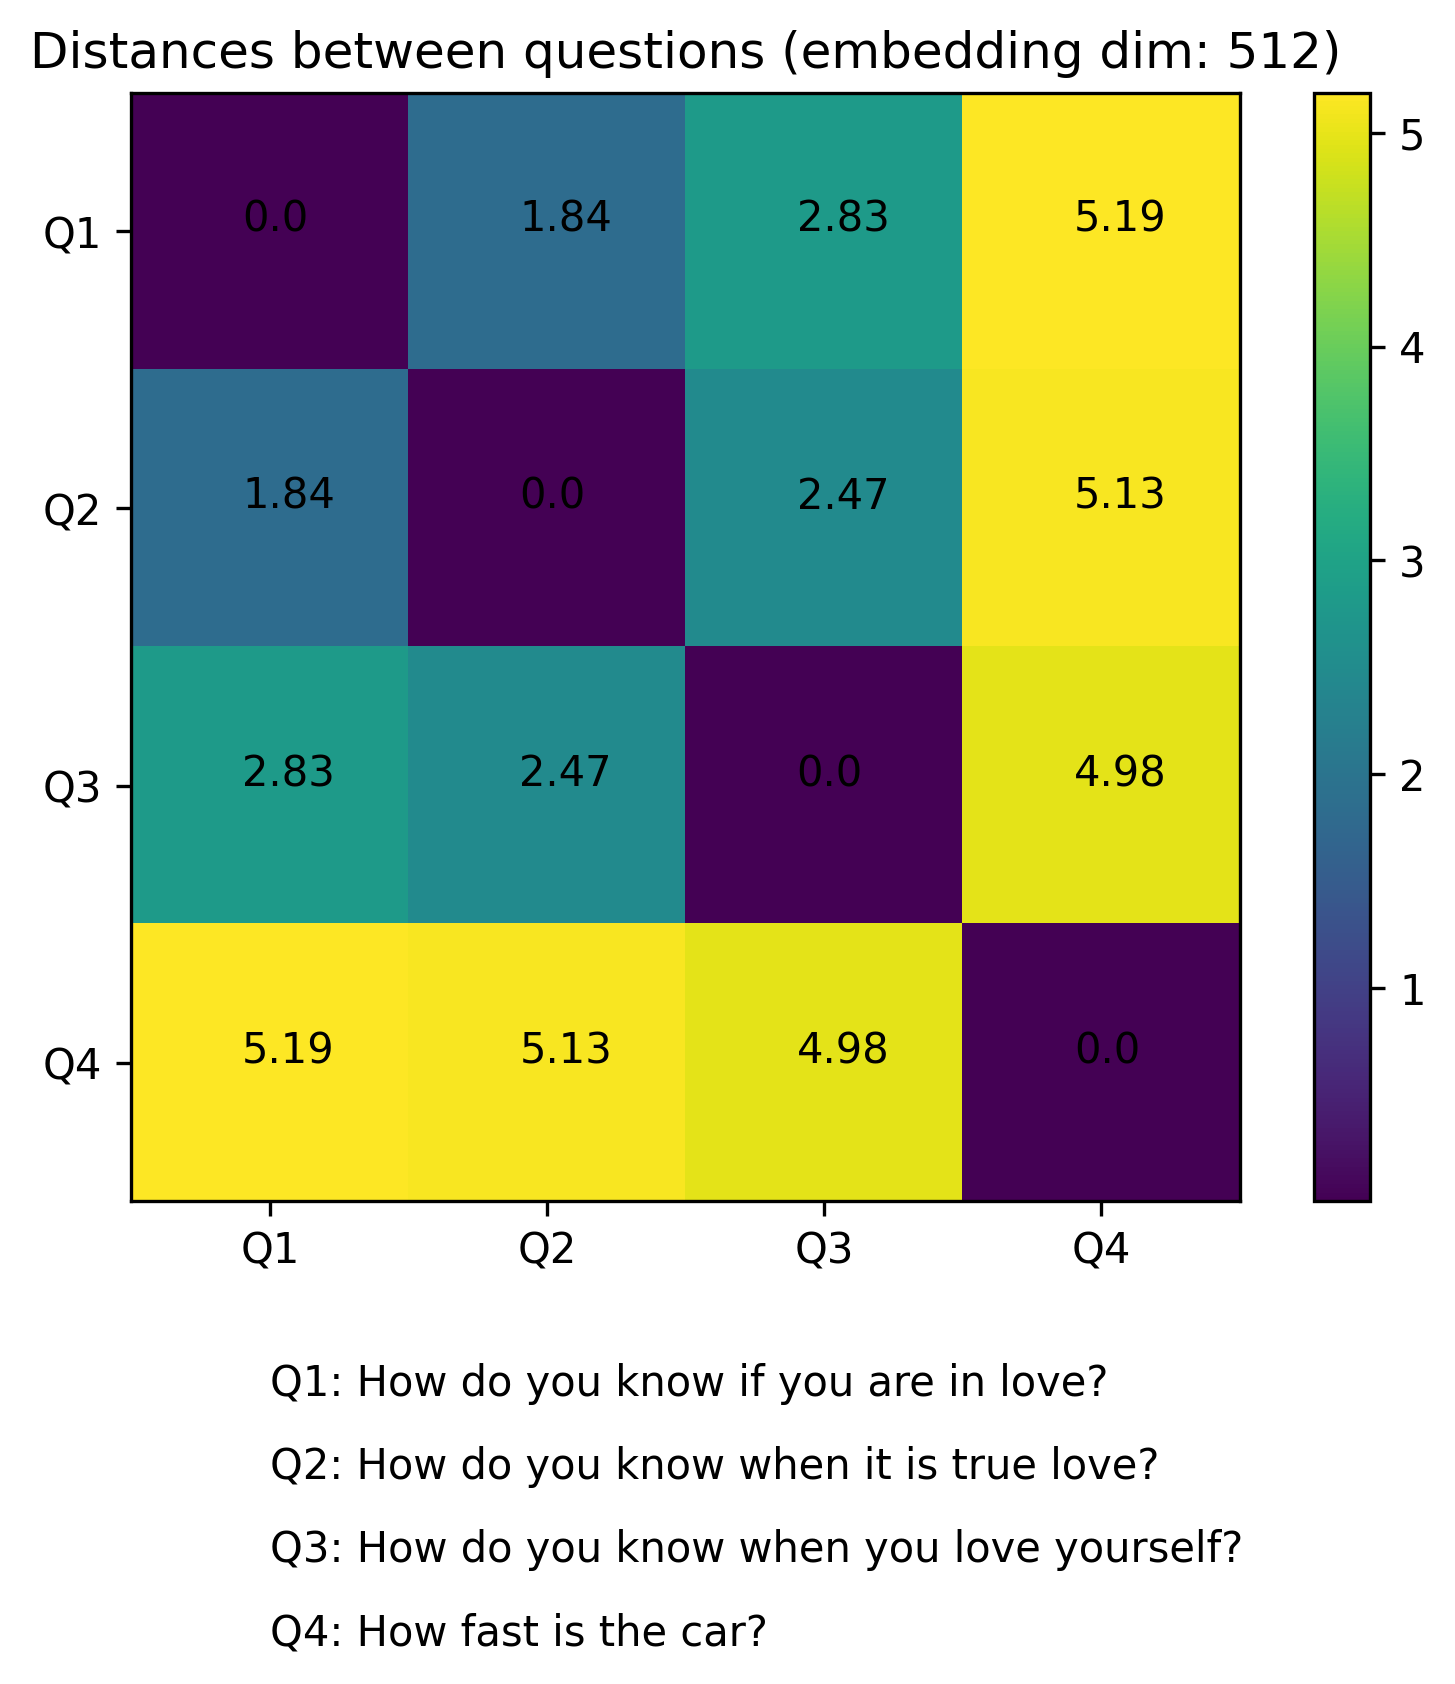 Distances between questions (embedding dim: 512)
Q1 0.0 1.84 2.83 5.19
Q2 1.84 0.0 2.47 5.13
Q3 2.83 2.47 0.0 4.98
Q4 5.19 5.13 4.98 0.0
Q1 Q2 Q3 Q4
5
4
3
2
1
Q1: How do you know if you are in love?
Q2: How do you know when it is true love?
Q3: How do you know when you love yourself?
Q4: How fast is the car?